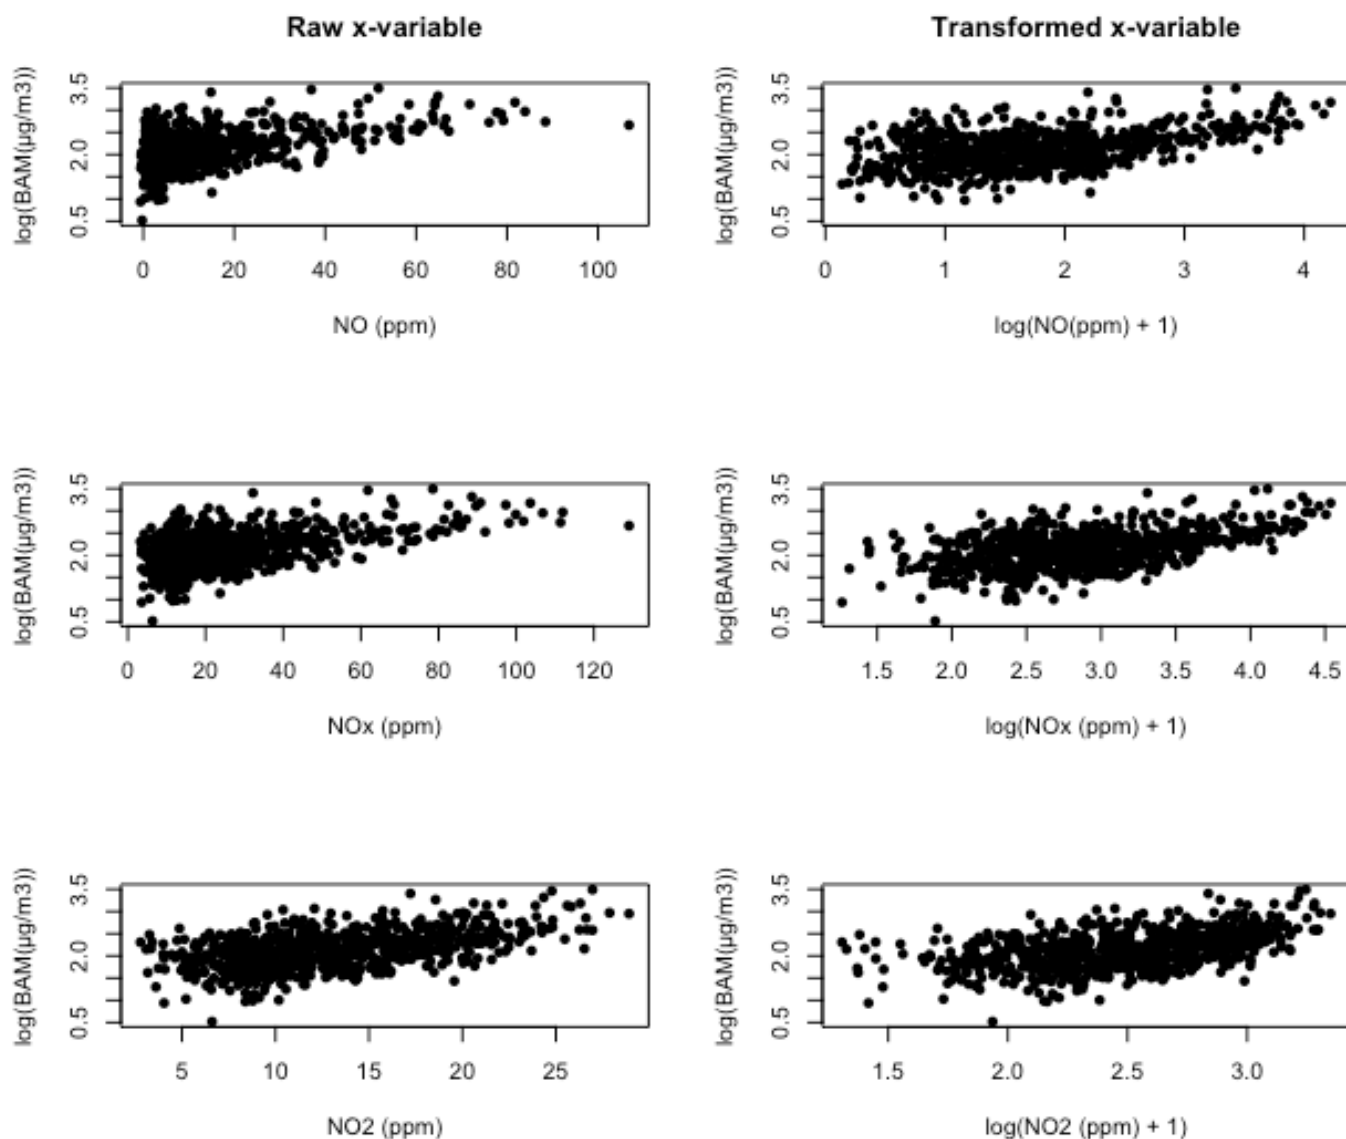 Raw x-variable
Transformed x-variable
log(BAM(µg/m3))
3.5
2.0
0.5
0 20 40 60 80 100
NO (ppm)
log(BAM(µg/m3))
3.5
2.0
0.5
0 1 2 3 4
log(NO(ppm) + 1)
log(BAM(µg/m3))
3.5
2.0
0.5
0 20 40 60 80 100 120
NOx (ppm)
log(BAM(µg/m3))
3.5
2.0
0.5
1.5 2.0 2.5 3.0 3.5 4.0 4.5
log(NOx (ppm) + 1)
log(BAM(µg/m3))
3.5
2.0
0.5
5 10 15 20 25
NO2 (ppm)
log(BAM(µg/m3))
3.5
2.0
0.5
1.5 2.0 2.5 3.0
log(NO2 (ppm) + 1)